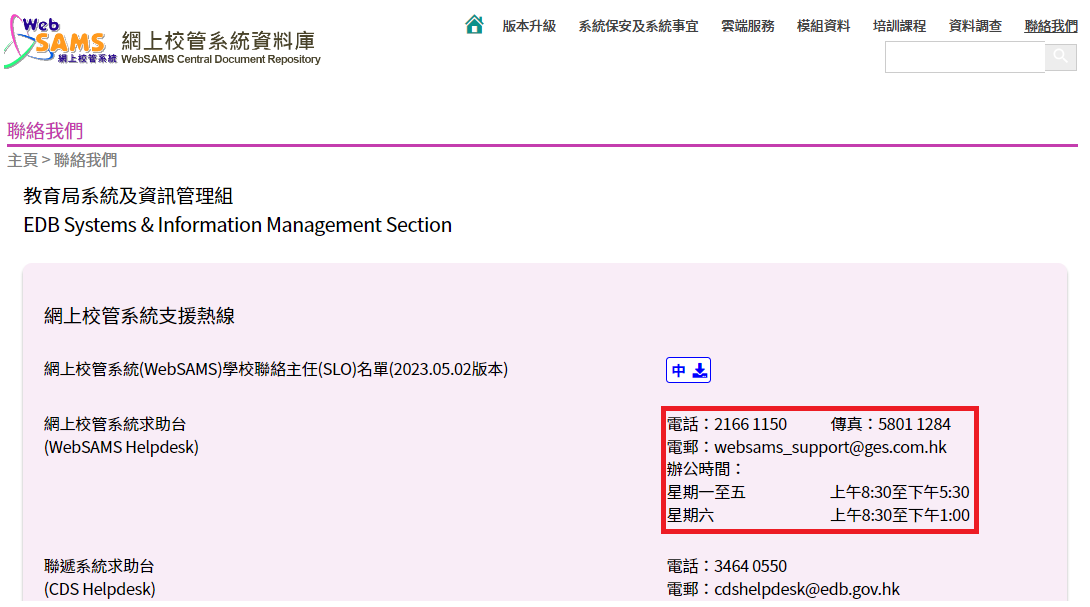 Web
SAMS
網上校管系統
網上校管系統資料庫
WebSAMS Central Document Repository
版本升級 系統保安及系統事宜 雲端服務 模組資料 培訓課程 資料調查 聯絡我們
聯絡我們
主頁 > 聯絡我們
教育局系統及資訊管理組
EDB Systems & Information Management Section
網上校管系統支援熱線
網上校管系統(WebSAMS)學校聯絡主任(SLO)名單(2023.05.02版本) 中
網上校管系統求助台 電話：2166 1150 傳真：5801 1284
(WebSAMS Helpdesk) 電郵：websams_support@ges.com.hk
辦公時間：
星期一至五 上午8:30至下午5:30
星期六 上午8:30至下午1:00
聯遞系統求助台 電話：3464 0550
(CDS Helpdesk) 電郵：cdshelpdesk@edb.gov.hk